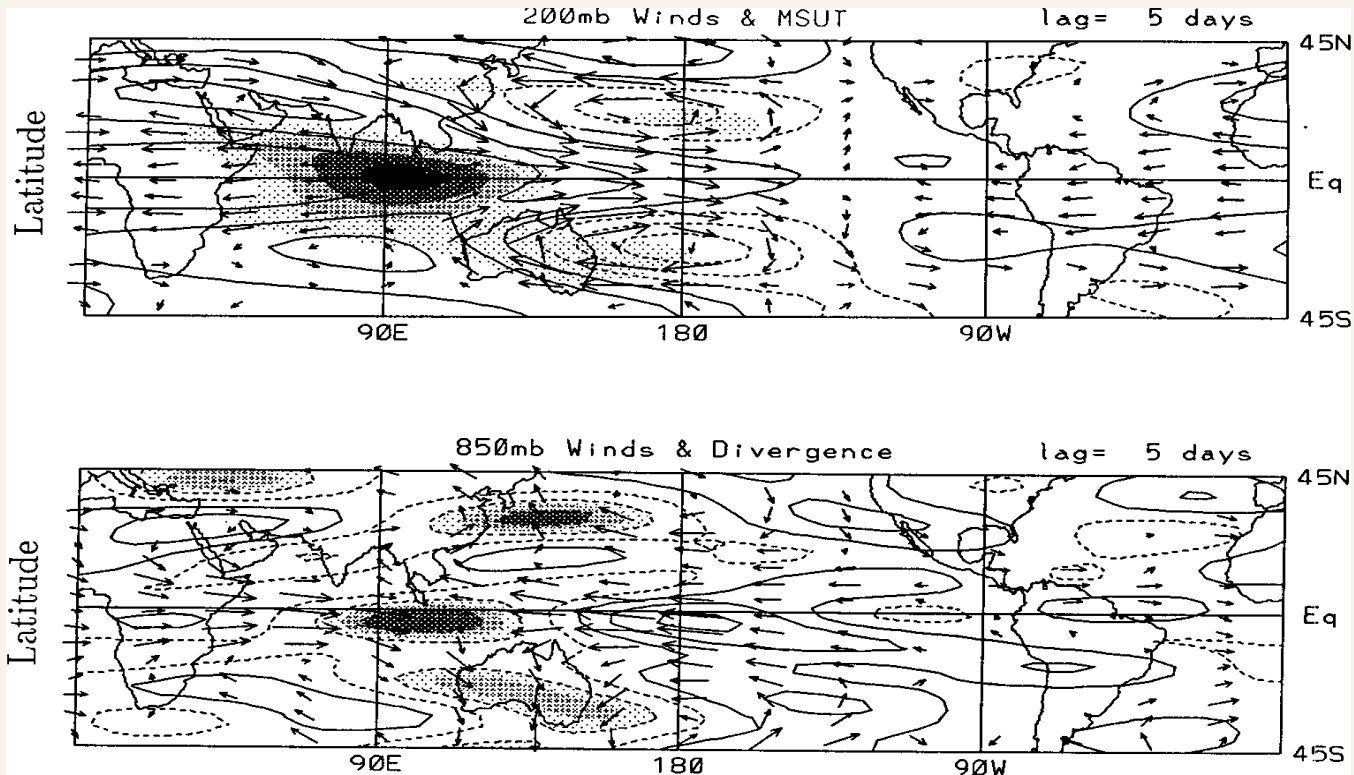 200mb Winds & MSUT lag= 5 days
45N
Latitude
Eq
45S
90E 180 90W
850mb Winds & Divergence lag= 5 days
45N
Latitude
Eq
45S
90E 180 90W